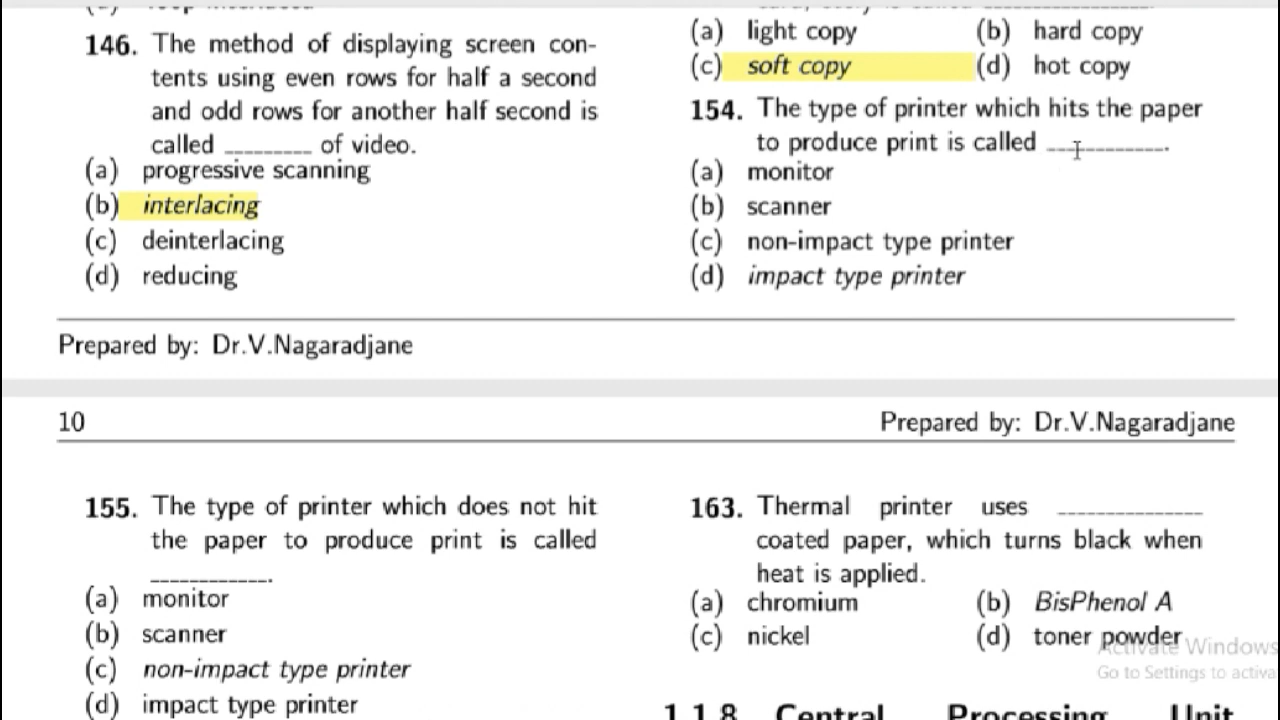 146. The method of displaying screen con-
tents using even rows for half a second
and odd rows for another half second is
called _________ of video.
(a) progressive scanning
(b) interlacing
(c) deinterlacing
(d) reducing
(a) light copy (b) hard copy
(c) soft copy (d) hot copy
154. The type of printer which hits the paper
to produce print is called ____________.
(a) monitor
(b) scanner
(c) non-impact type printer
(d) impact type printer
Prepared by: Dr.V.Nagaradjane
10 Prepared by: Dr.V.Nagaradjane
155. The type of printer which does not hit
the paper to produce print is called
____________.
(a) monitor
(b) scanner
(c) non-impact type printer
(d) impact type printer
163. Thermal printer uses ______________
coated paper, which turns black when
heat is applied.
(a) chromium (b) BisPhenol A
(c) nickel (d) toner powder
Activate Windows
Go to Settings to activa
1.1.8 Central Processing Unit